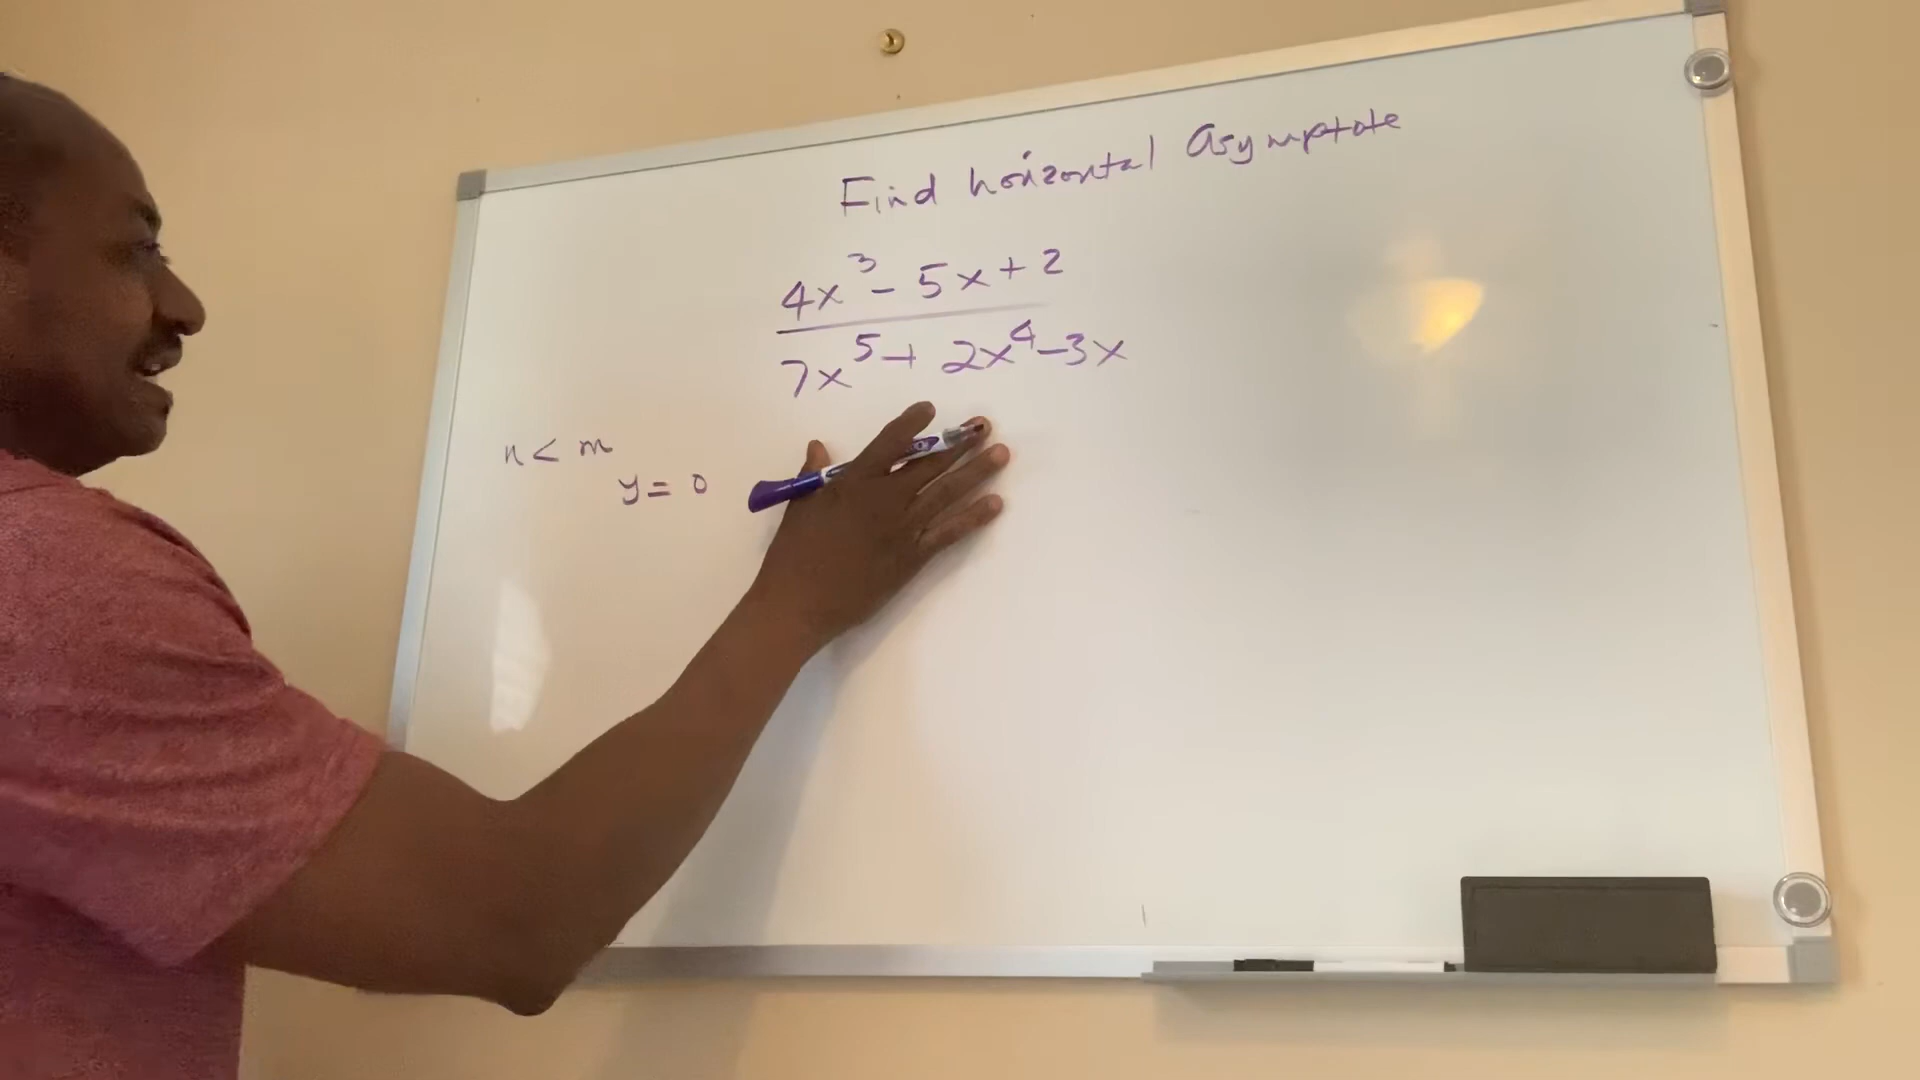 Find horizontal Asymptote
4x³ - 5x + 2
7x⁵ + 2x⁴ - 3x
n < m
y = 0